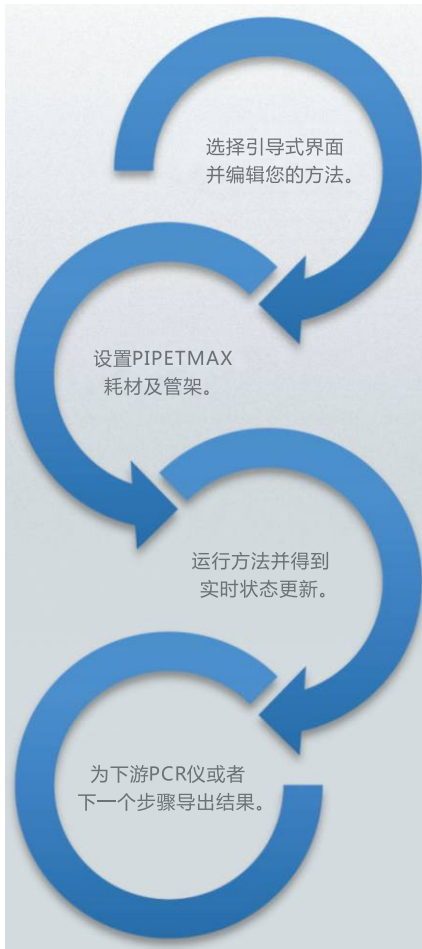 选择引导式界面
并编辑您的方法。
设置PIPETMAX
耗材及管架。
运行方法并得到
实时状态更新。
为下游PCR仪或者
下一个步骤导出结果。